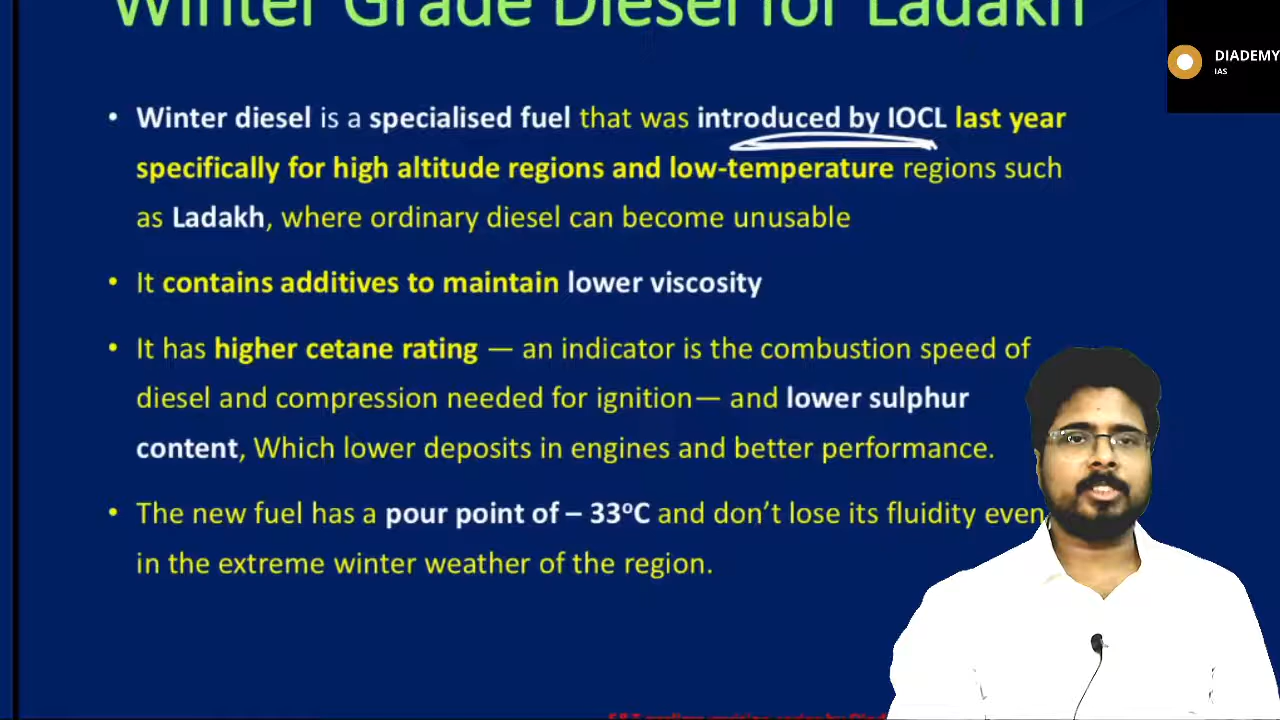 Winter Grade Diesel for Ladakh
DIADEMY
IAS
• Winter diesel is a specialised fuel that was introduced by IOCL last year
specifically for high altitude regions and low-temperature regions such
as Ladakh, where ordinary diesel can become unusable
• It contains additives to maintain lower viscosity
• It has higher cetane rating — an indicator is the combustion speed of
diesel and compression needed for ignition— and lower sulphur
content, Which lower deposits in engines and better performance.
• The new fuel has a pour point of – 33°C and don't lose its fluidity even
in the extreme winter weather of the region.